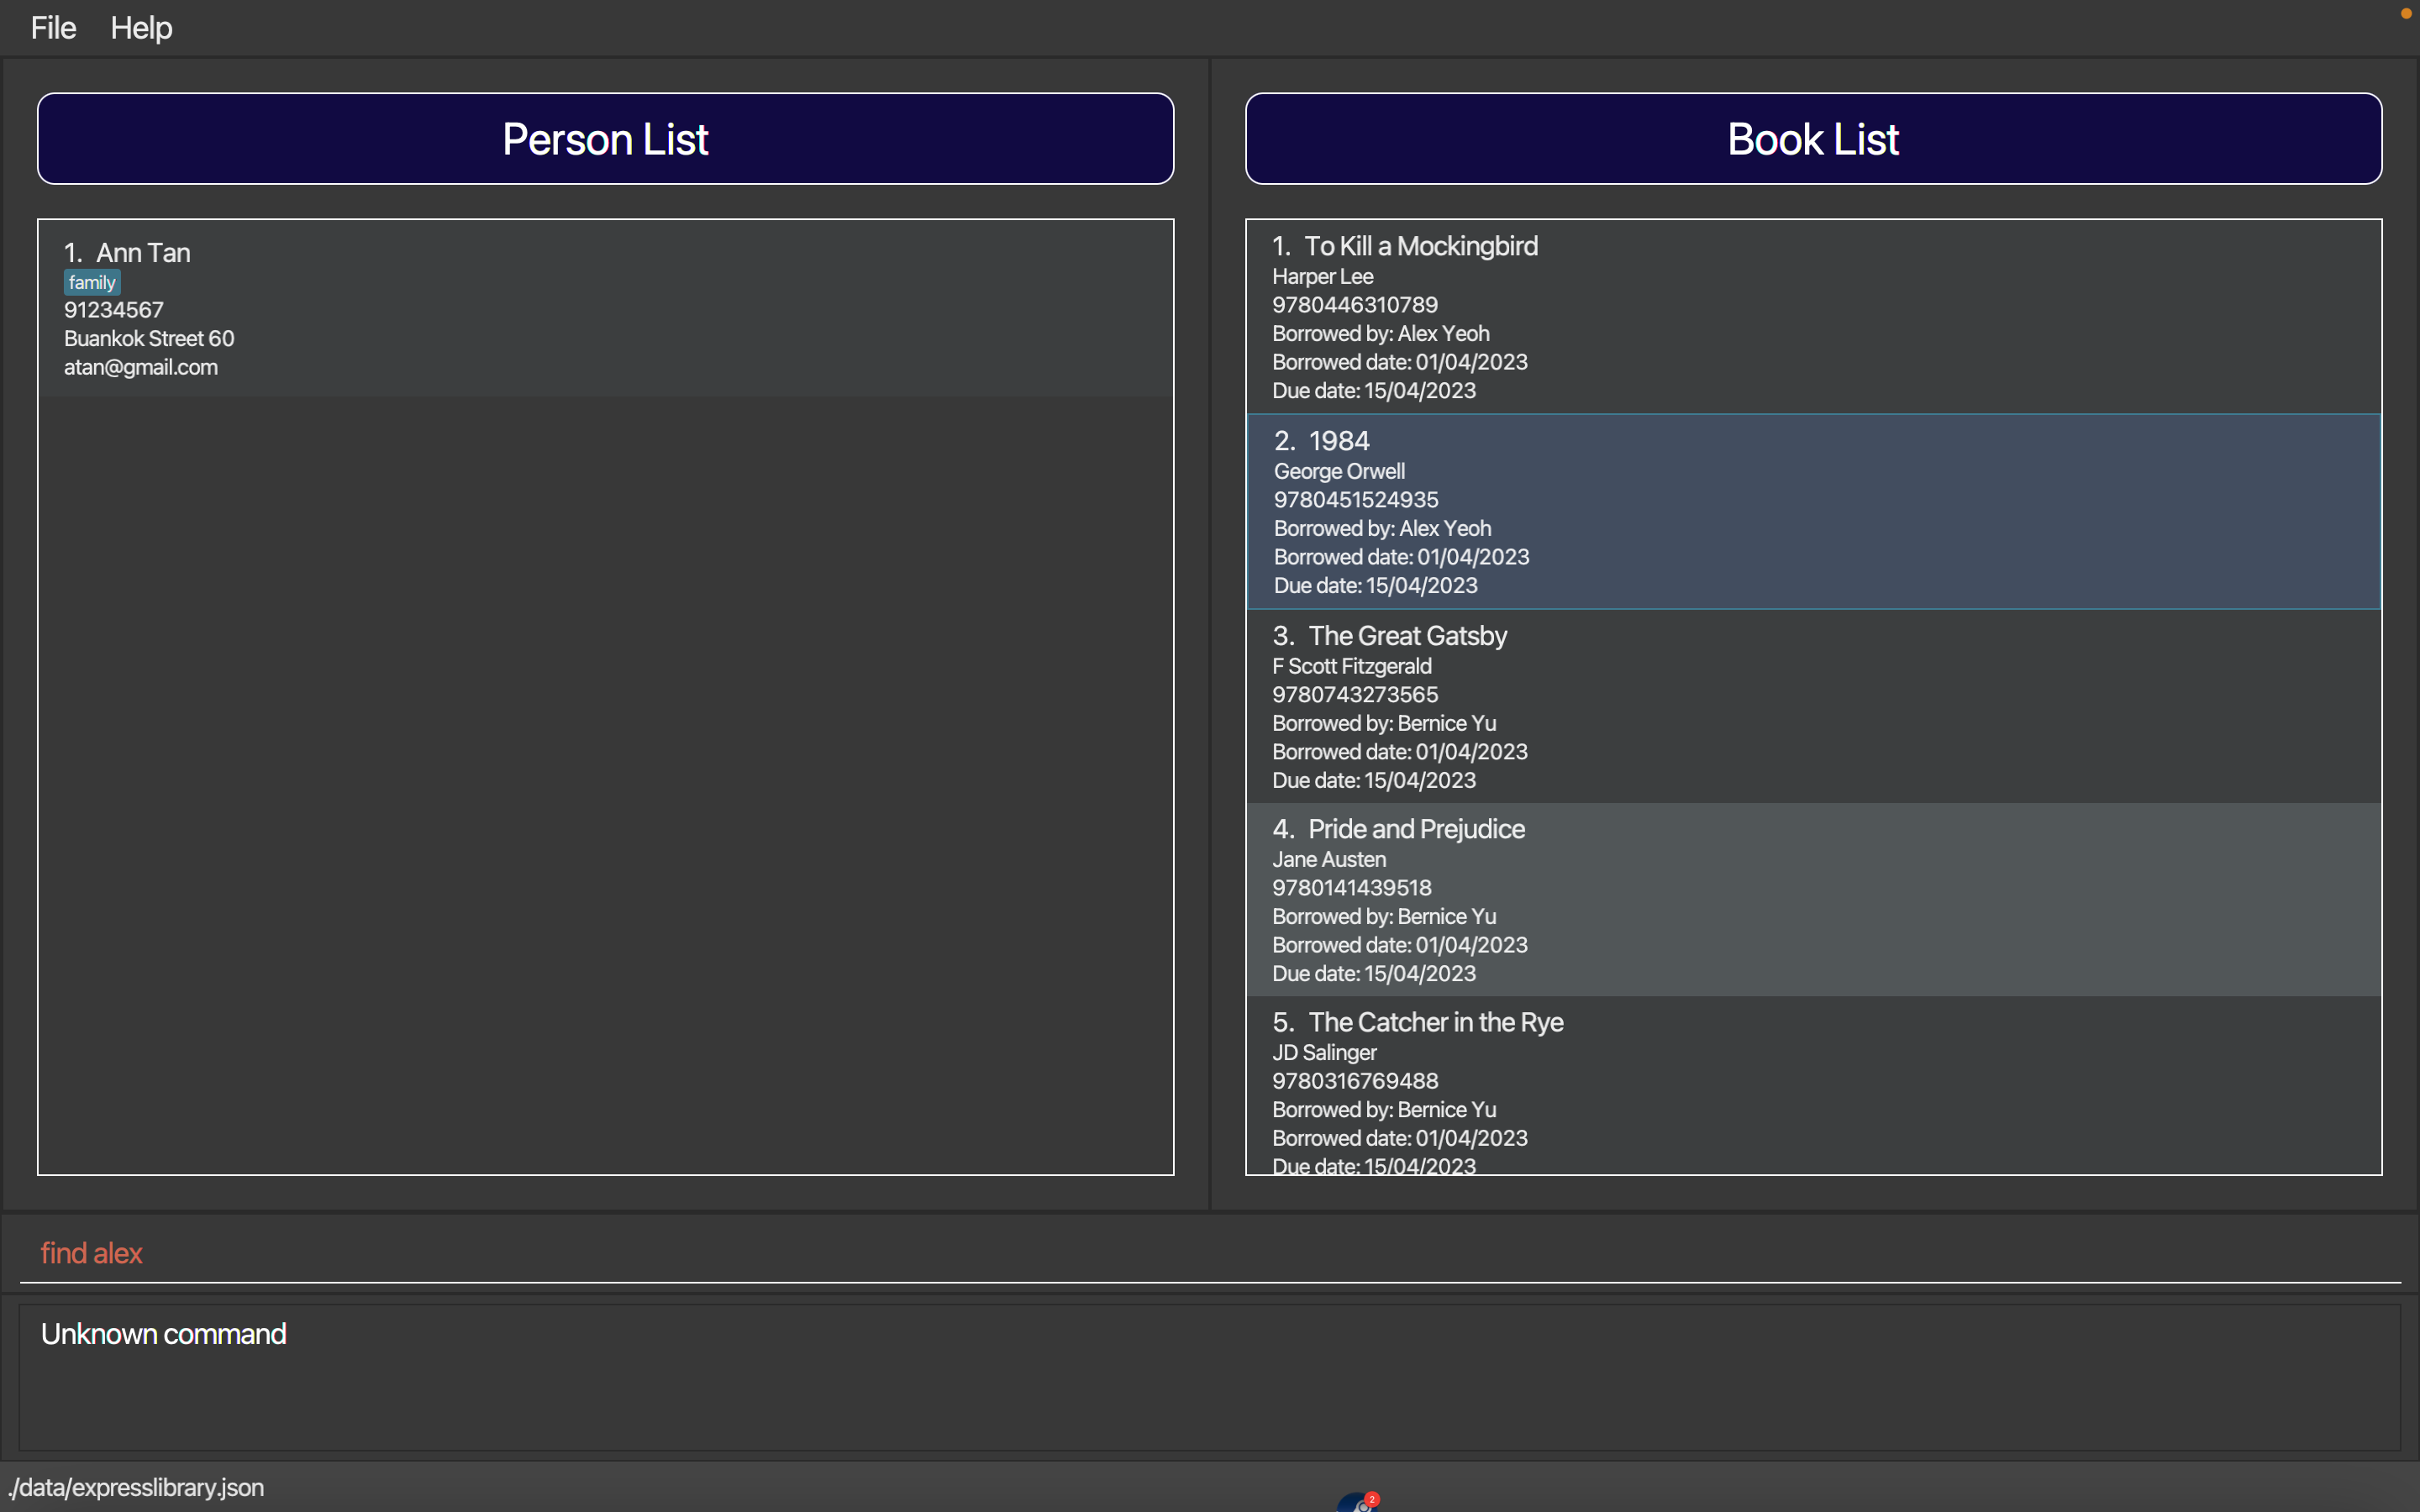 File Help
Person List
1. Ann Tan
family
91234567
Buankok Street 60
atan@gmail.com
Book List
1. To Kill a Mockingbird
Harper Lee
9780446310789
Borrowed by: Alex Yeoh
Borrowed date: 01/04/2023
Due date: 15/04/2023
2. 1984
George Orwell
9780451524935
Borrowed by: Alex Yeoh
Borrowed date: 01/04/2023
Due date: 15/04/2023
3. The Great Gatsby
F Scott Fitzgerald
9780743273565
Borrowed by: Bernice Yu
Borrowed date: 01/04/2023
Due date: 15/04/2023
4. Pride and Prejudice
Jane Austen
9780141439518
Borrowed by: Bernice Yu
Borrowed date: 01/04/2023
Due date: 15/04/2023
5. The Catcher in the Rye
JD Salinger
9780316769488
Borrowed by: Bernice Yu
Borrowed date: 01/04/2023
Due date: 15/04/2023
find alex
Unknown command
./data/expresslibrary.json
2